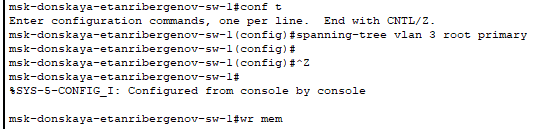 msk-donskaya-etanribergenov-sw-1#conf t
Enter configuration commands, one per line.  End with CNTL/Z.
msk-donskaya-etanribergenov-sw-1(config)#spanning-tree vlan 3 root primary
msk-donskaya-etanribergenov-sw-1(config)#
msk-donskaya-etanribergenov-sw-1(config)#^Z
msk-donskaya-etanribergenov-sw-1#
%SYS-5-CONFIG_I: Configured from console by console
msk-donskaya-etanribergenov-sw-1#wr mem